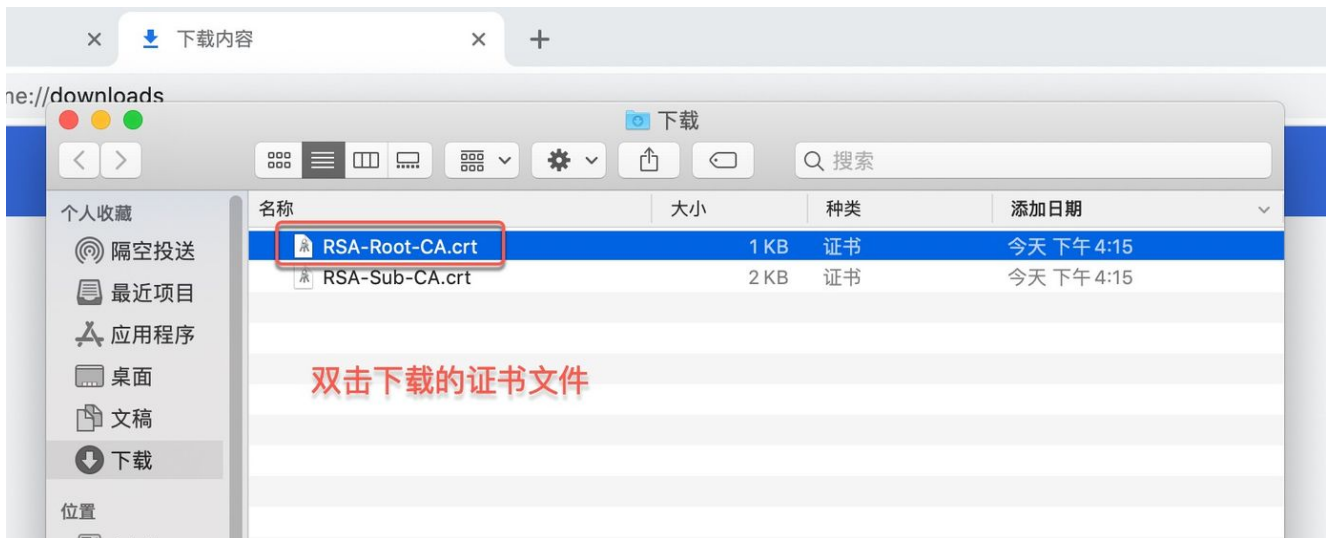 下载内容
ne://downloads
下载
搜索
个人收藏
名称 大小 种类 添加日期
隔空投送
RSA-Root-CA.crt 1 KB 证书 今天 下午 4:15
最近项目
RSA-Sub-CA.crt 2 KB 证书 今天 下午 4:15
应用程序
桌面
双击下载的证书文件
文稿
下载
位置